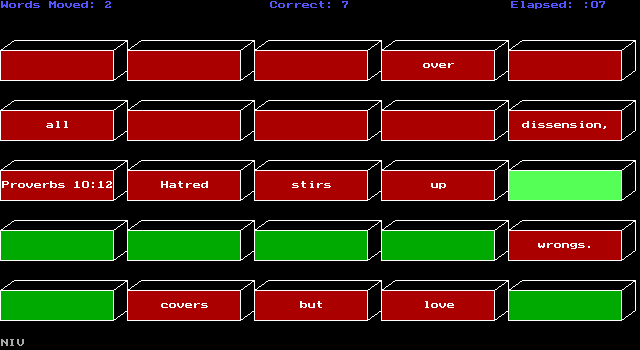 Words Moved: 2 Correct: 7 Elapsed: :07
over
all dissension,
Proverbs 10:12 Hatred stirs up
wrongs.
covers but love
NIV